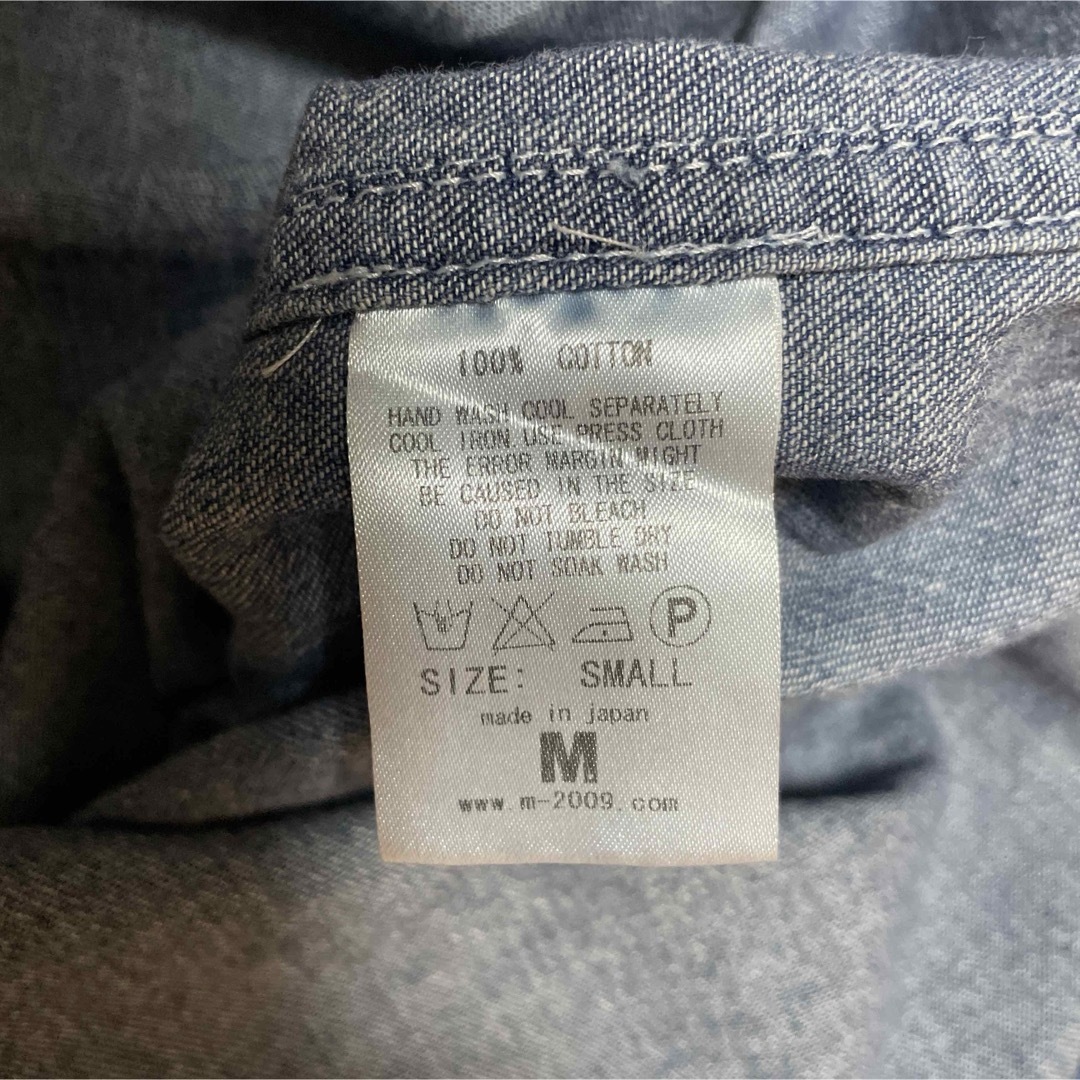 100% COTTON
HAND WASH COOL SEPARATELY
COOL IRON USE PRESS CLOTH
THE ERROR MARGIN MIGHT
BE CAUSED IN THE SIZE
DO NOT BLEACH
DO NOT TUMBLE DRY
DO NOT SOAK WASH
P
SIZE: SMALL
made in japan
M
www.m-2009.com